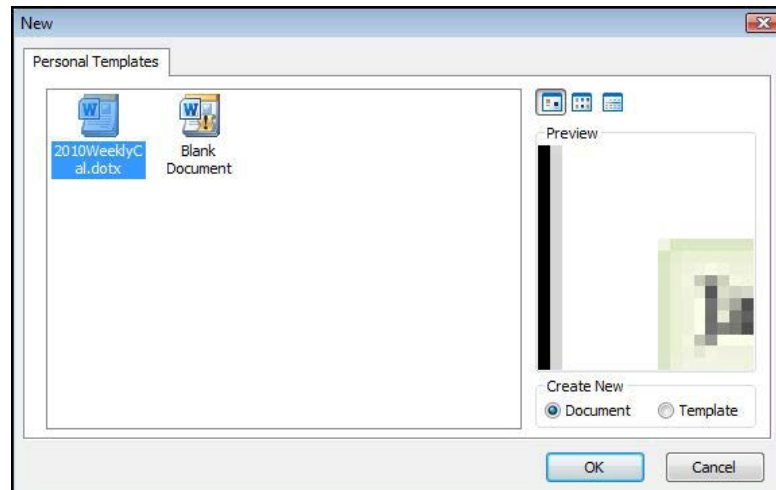 New
Personal Templates
2010WeeklyC
al.dotx
Blank
Document
Preview
Create New
Document
Template
OK
Cancel